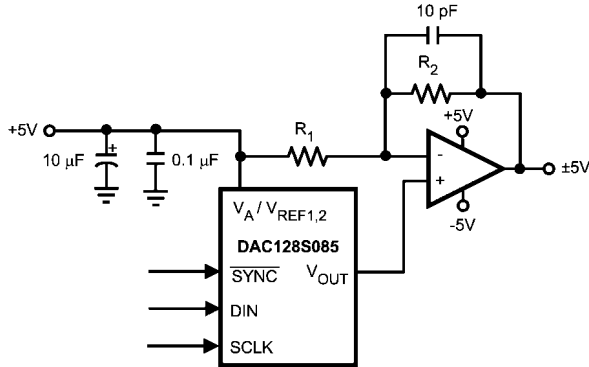 10 pF
R2
+5V
+5V
R1
10 µF
+
0.1 µF
-
+
±5V
-5V
VA / VREF1,2
DAC128S085
SYNC
VOUT
DIN
SCLK